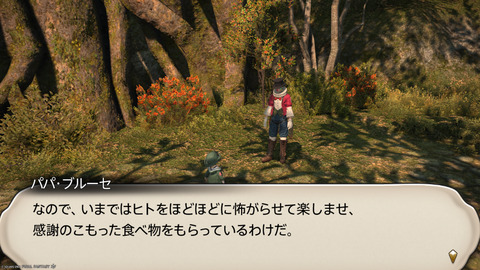 パパ・ブルーセ
なので、いまではヒトをほどほどに怖がらせて楽しませ、
感謝のこもった食べ物をもらっているわけだ。